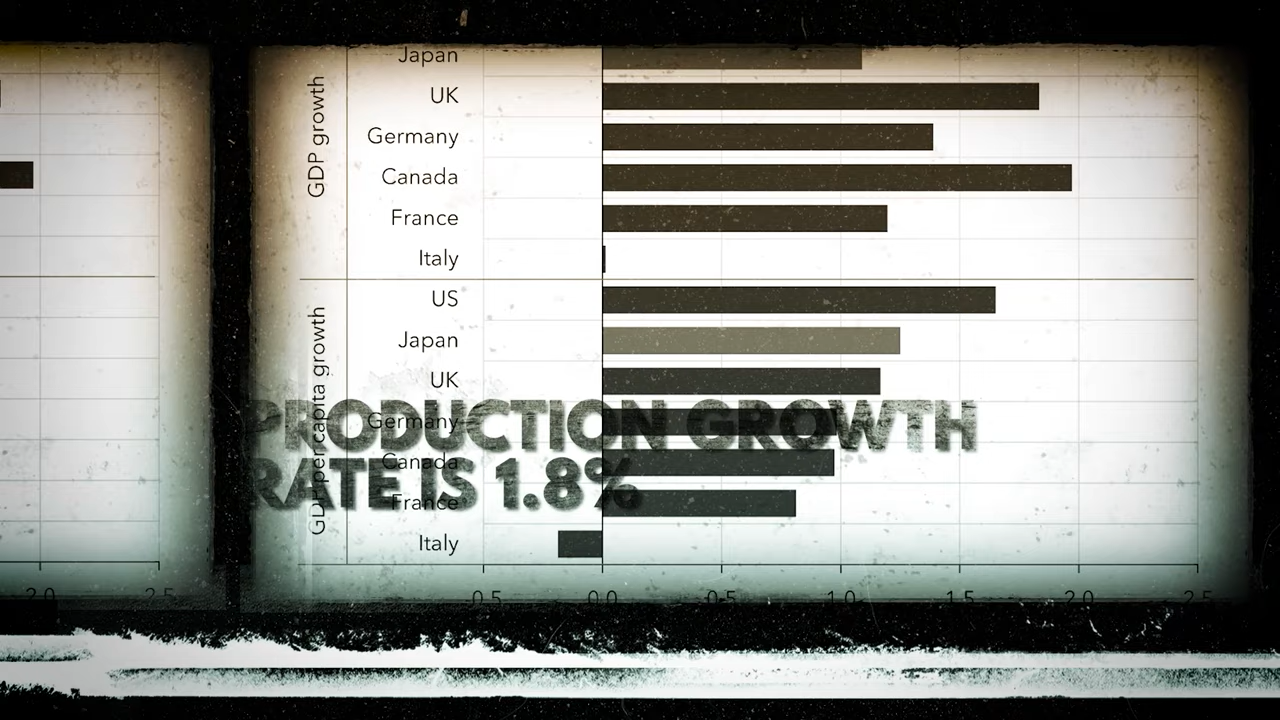 GDP growth
Japan
UK
Germany
Canada
France
Italy
GDP per capita growth
US
Japan
UK
Germany
Canada
France
Italy
PRODUCTION GROWTH
RATE IS 1.8%
2.0 2.5
-0.5 0.0 0.5 1.0 1.5 2.0 2.5